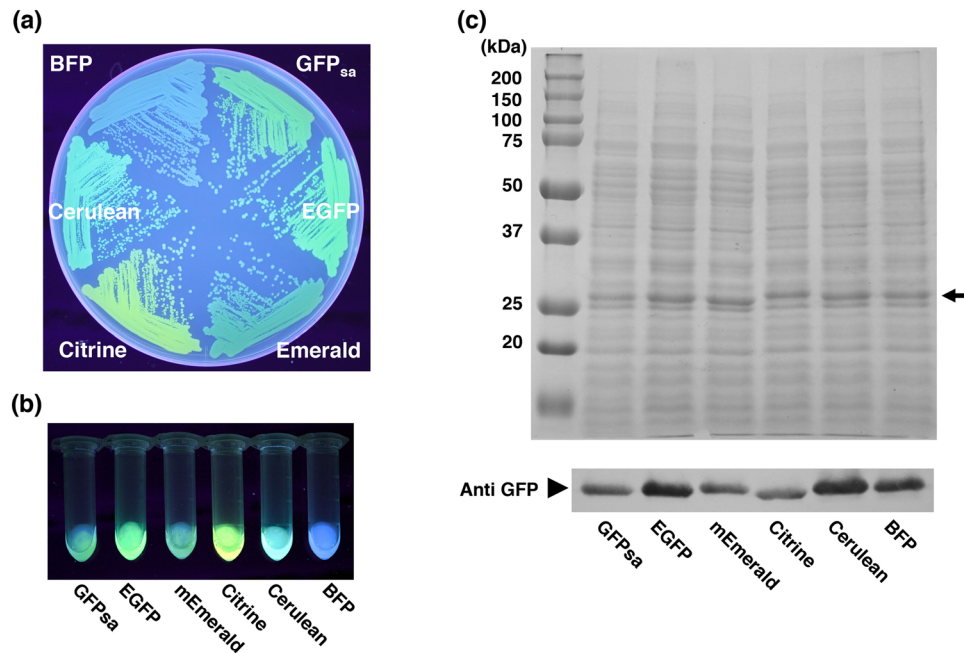 (a)
BFP
GFPsa
Cerulean
EGFP
Citrine
Emerald
(b)
GFPsa
EGFP
mEmerald
Citrine
Cerulean
BFP
(c)
(kDa)
200
150
100
75
50
37
25
20
Anti GFP
GFPsa
EGFP
mEmerald
Citrine
Cerulean
BFP